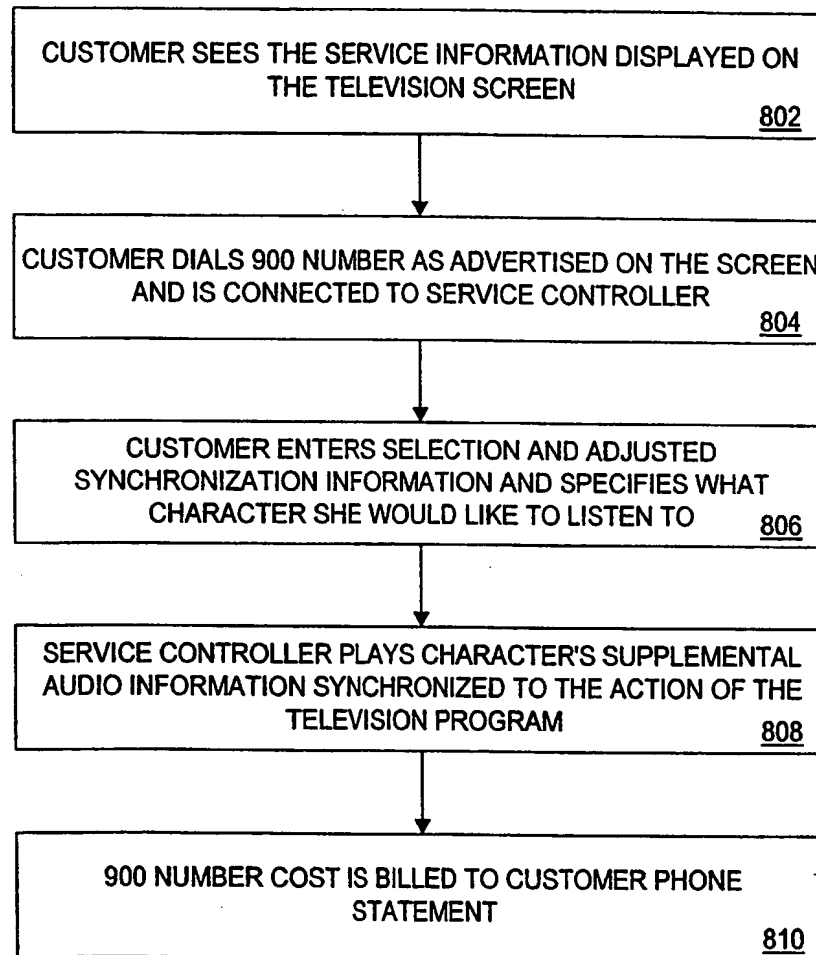 CUSTOMER SEES THE SERVICE INFORMATION DISPLAYED ON
THE TELEVISION SCREEN
802
CUSTOMER DIALS 900 NUMBER AS ADVERTISED ON THE SCREEN
AND IS CONNECTED TO SERVICE CONTROLLER
804
CUSTOMER ENTERS SELECTION AND ADJUSTED
SYNCHRONIZATION INFORMATION AND SPECIFIES WHAT
CHARACTER SHE WOULD LIKE TO LISTEN TO
806
SERVICE CONTROLLER PLAYS CHARACTER'S SUPPLEMENTAL
AUDIO INFORMATION SYNCHRONIZED TO THE ACTION OF THE
TELEVISION PROGRAM
808
900 NUMBER COST IS BILLED TO CUSTOMER PHONE
STATEMENT
810